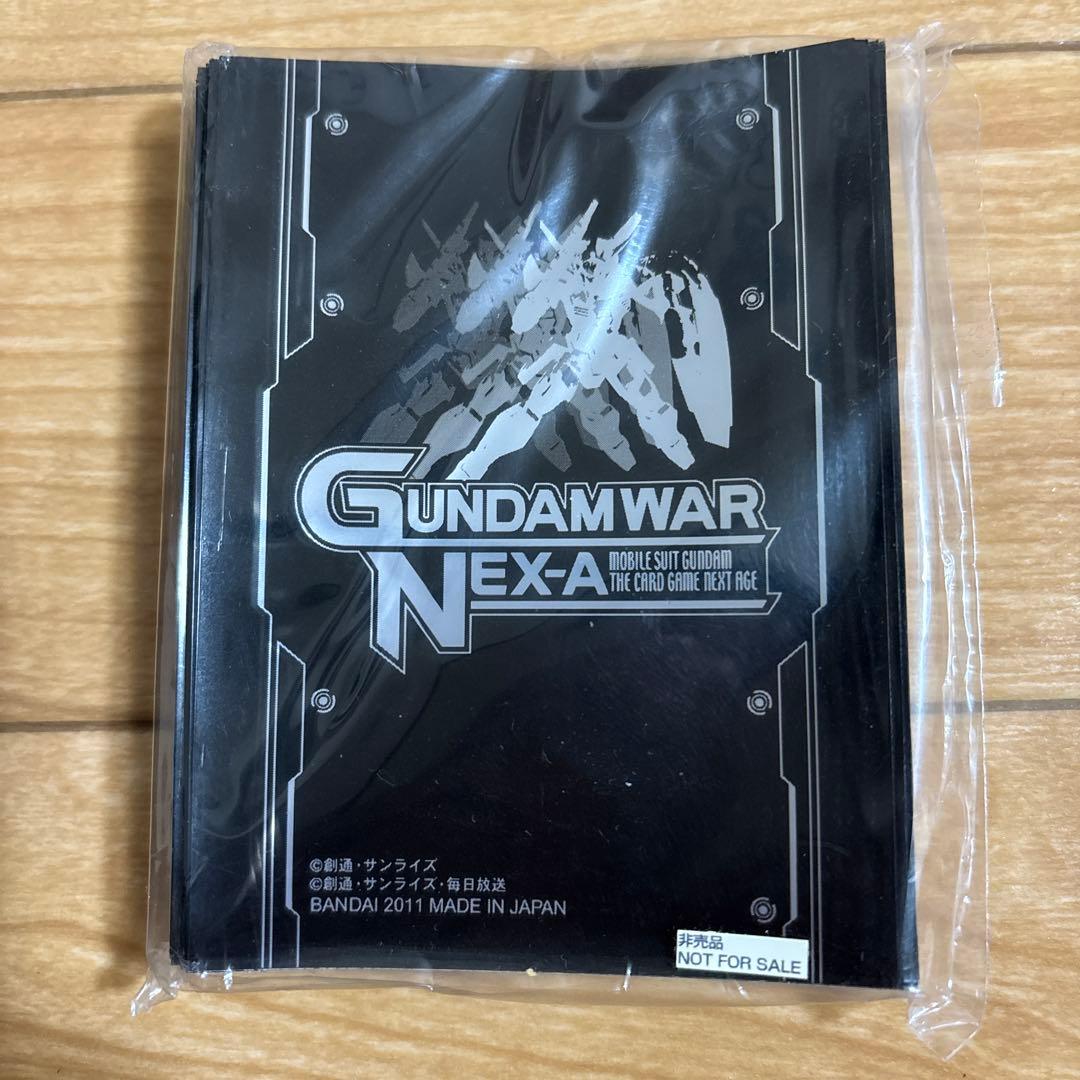 GUNDAM WAR
NEX-A
MOBILE SUIT GUNDAM
THE CARD GAME NEXT AGE
©創通・サンライズ
©創通・サンライズ・毎日放送
BANDAI 2011 MADE IN JAPAN
非売品
NOT FOR SALE